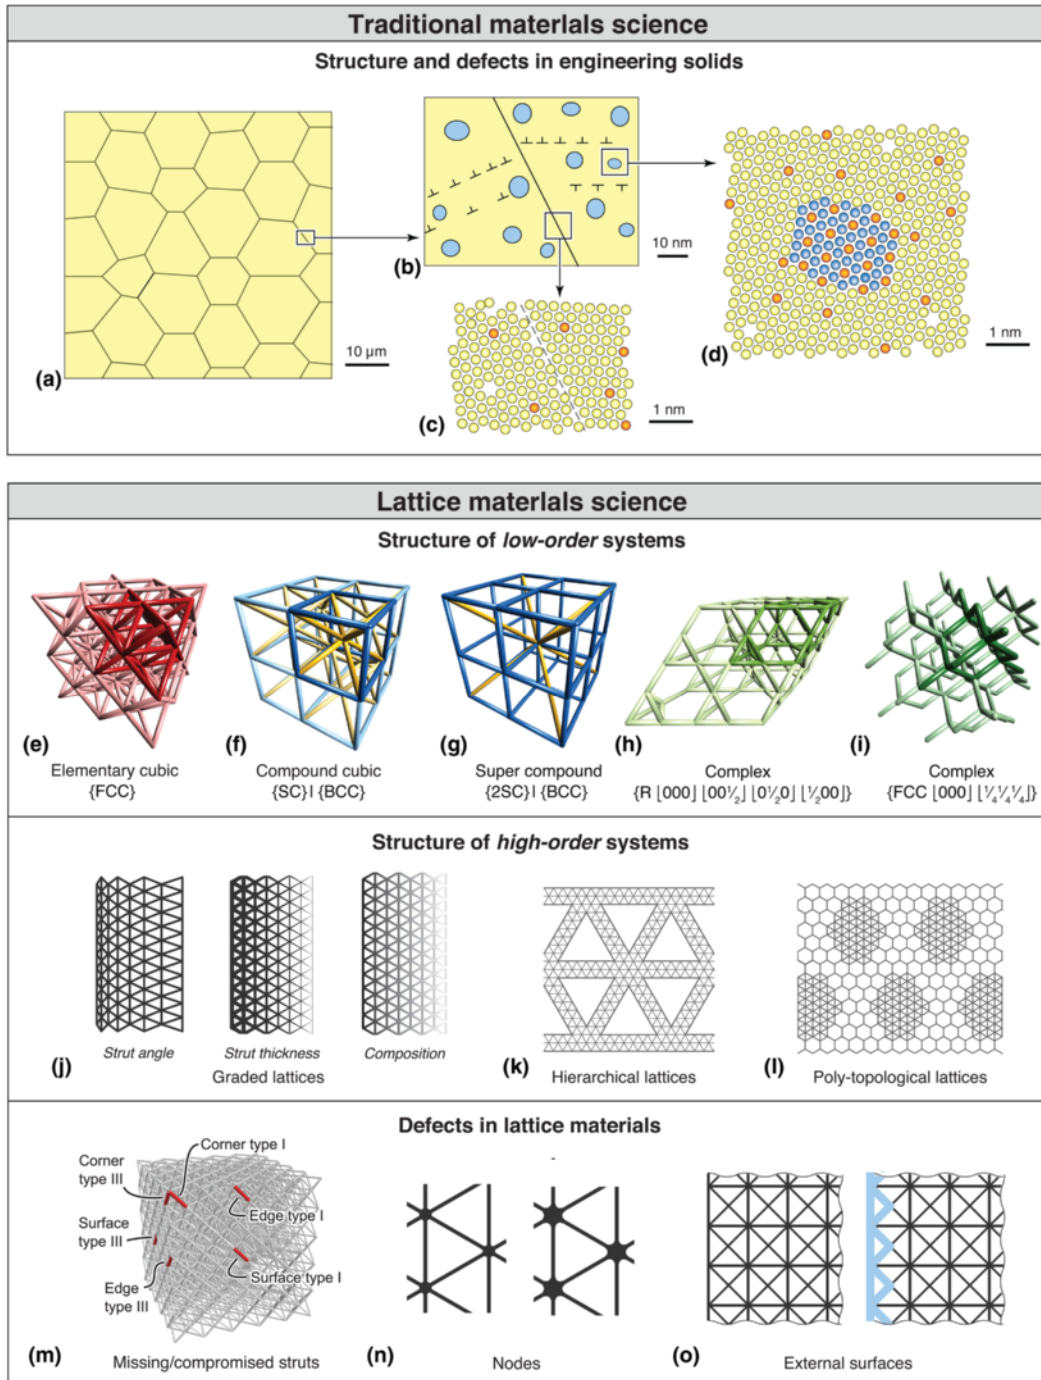 Traditional materlals science
Structure and defects in engineering solids
(a)
10 µm
(b)
10 nm
(c)
1 nm
(d)
1 nm
Lattice materlals science
Structure of low-order systems
(e)
Elementary cubic
{FCC}
(f)
Compound cubic
{SC}I {BCC}
(g)
Super compound
{2SC}I {BCC}
(h)
Complex
{R ⌊000⌋ ⌊00½⌋ ⌊0½0⌋ ⌊½00⌋}
(i)
Complex
{FCC ⌊000⌋ ⌊¼¼¼⌋}
Structure of high-order systems
(j)
Strut angle
Strut thickness
Composition
Graded lattices
(k)
Hierarchical lattices
(l)
Poly-topological lattices
Defects in lattice materials
Corner type I
Corner
type III
Edge type I
Surface
type III
Surface type I
Edge
type III
(m)
Missing/compromised struts
(n)
Nodes
(o)
External surfaces